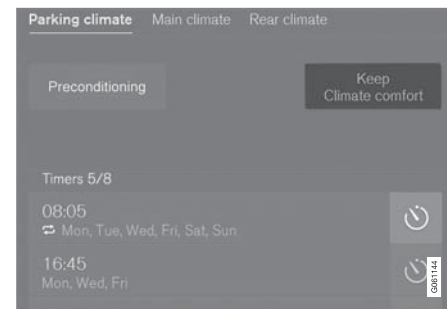 Parking climate Main climate Rear climate
Preconditioning
Keep
Climate comfort
Timers 5/8
08:05
Mon, Tue, Wed, Fri, Sat, Sun
16:45
Mon, Wed, Fri
G061144